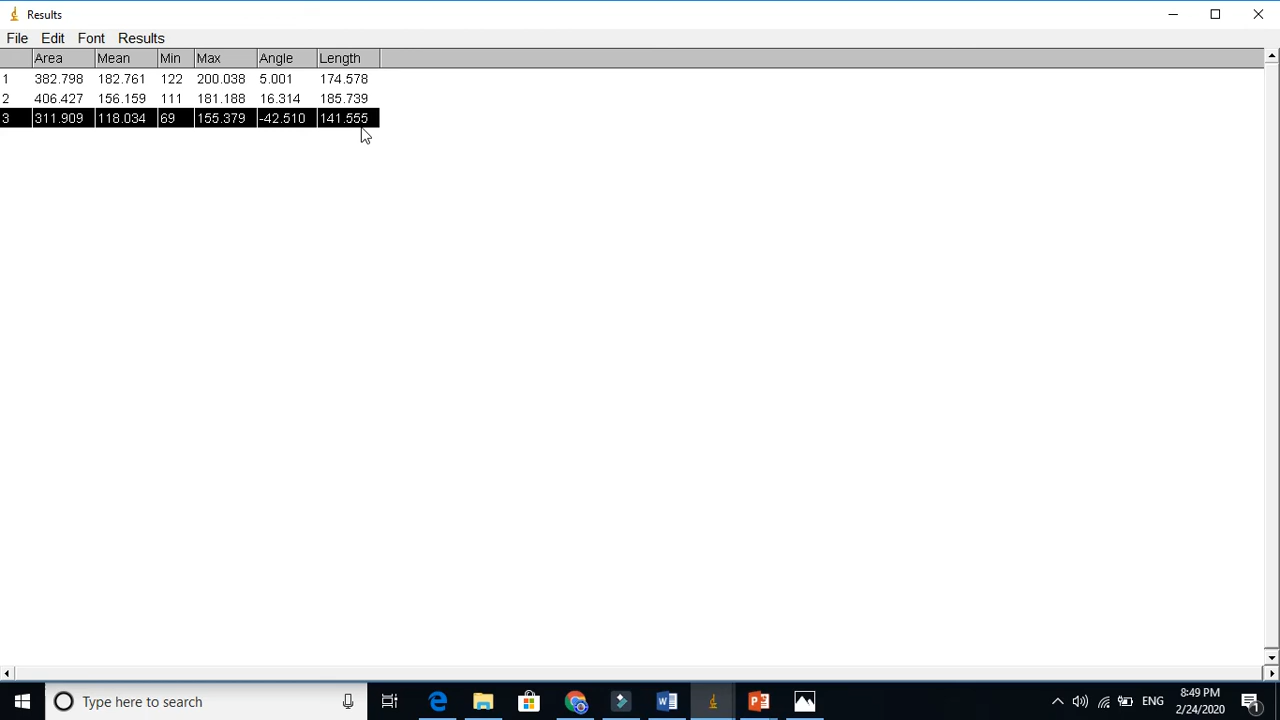 Results
File Edit Font Results
Area Mean Min Max Angle Length
1 382.798 182.761 122 200.038 5.001 174.578
2 406.427 156.159 111 181.188 16.314 185.739
3 311.909 118.034 69 155.379 -42.510 141.555
Type here to search
ENG
8:49 PM
2/24/2020
1